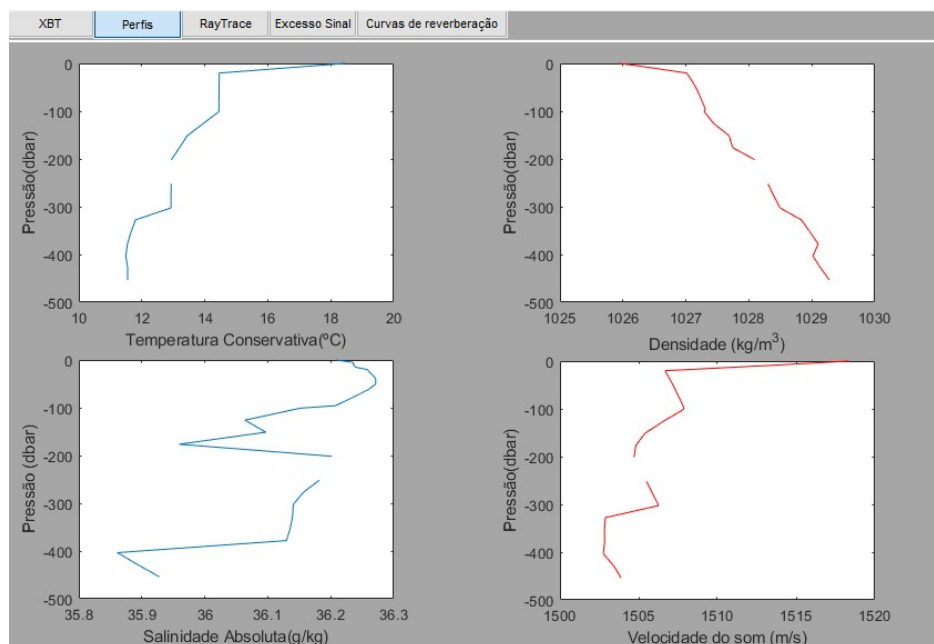 XBT Perfis RayTrace Excesso Sinal Curvas de reverberação
0
-100
-200
-300
-400
-500
Pressão(dbar)
10 12 14 16 18 20
Temperatura Conservativa(ºC)
0
-100
-200
-300
-400
-500
Pressão(dbar)
1025 1026 1027 1028 1029 1030
Densidade (kg/m³)
0
-100
-200
-300
-400
-500
Pressão (dbar)
35.8 35.9 36 36.1 36.2 36.3
Salinidade Absoluta(g/kg)
0
-100
-200
-300
-400
-500
Pressão(dbar)
1500 1505 1510 1515 1520
Velocidade do som (m/s)